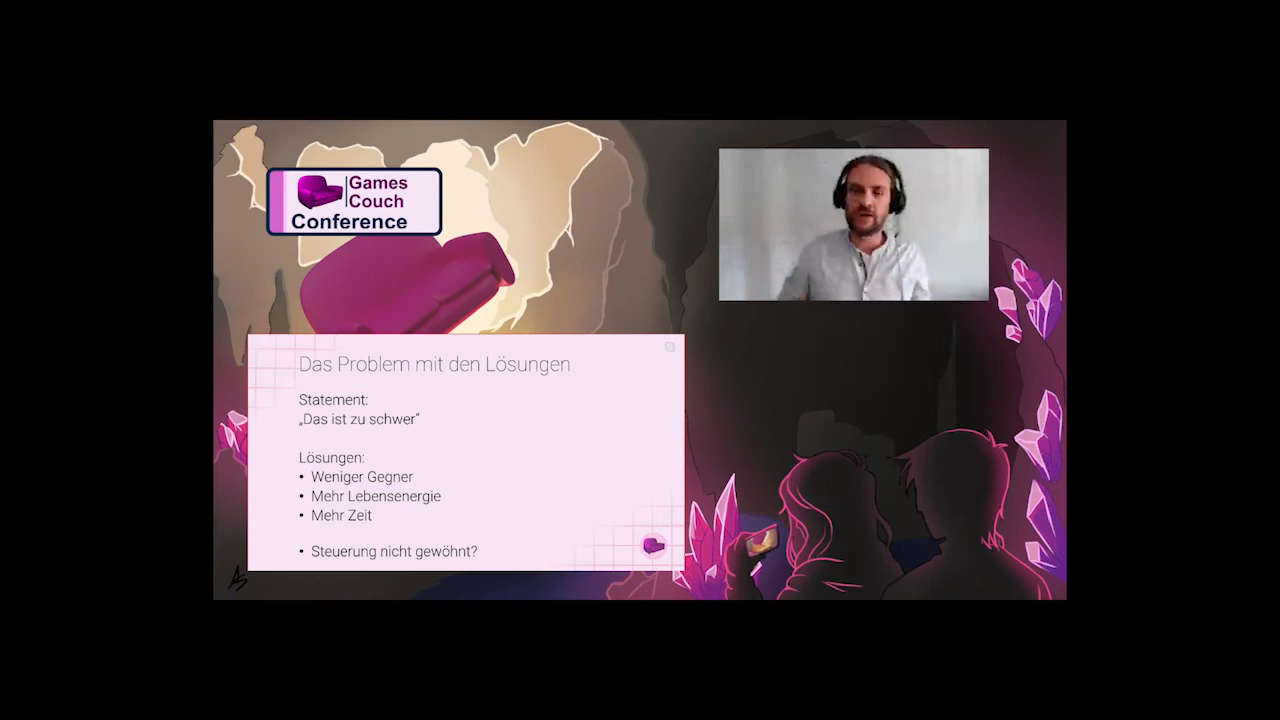 Games
Couch
Conference
Das Problem mit den Lösungen
Statement:
„Das ist zu schwer“
Lösungen:
• Weniger Gegner
• Mehr Lebensenergie
• Mehr Zeit
• Steuerung nicht gewöhnt?